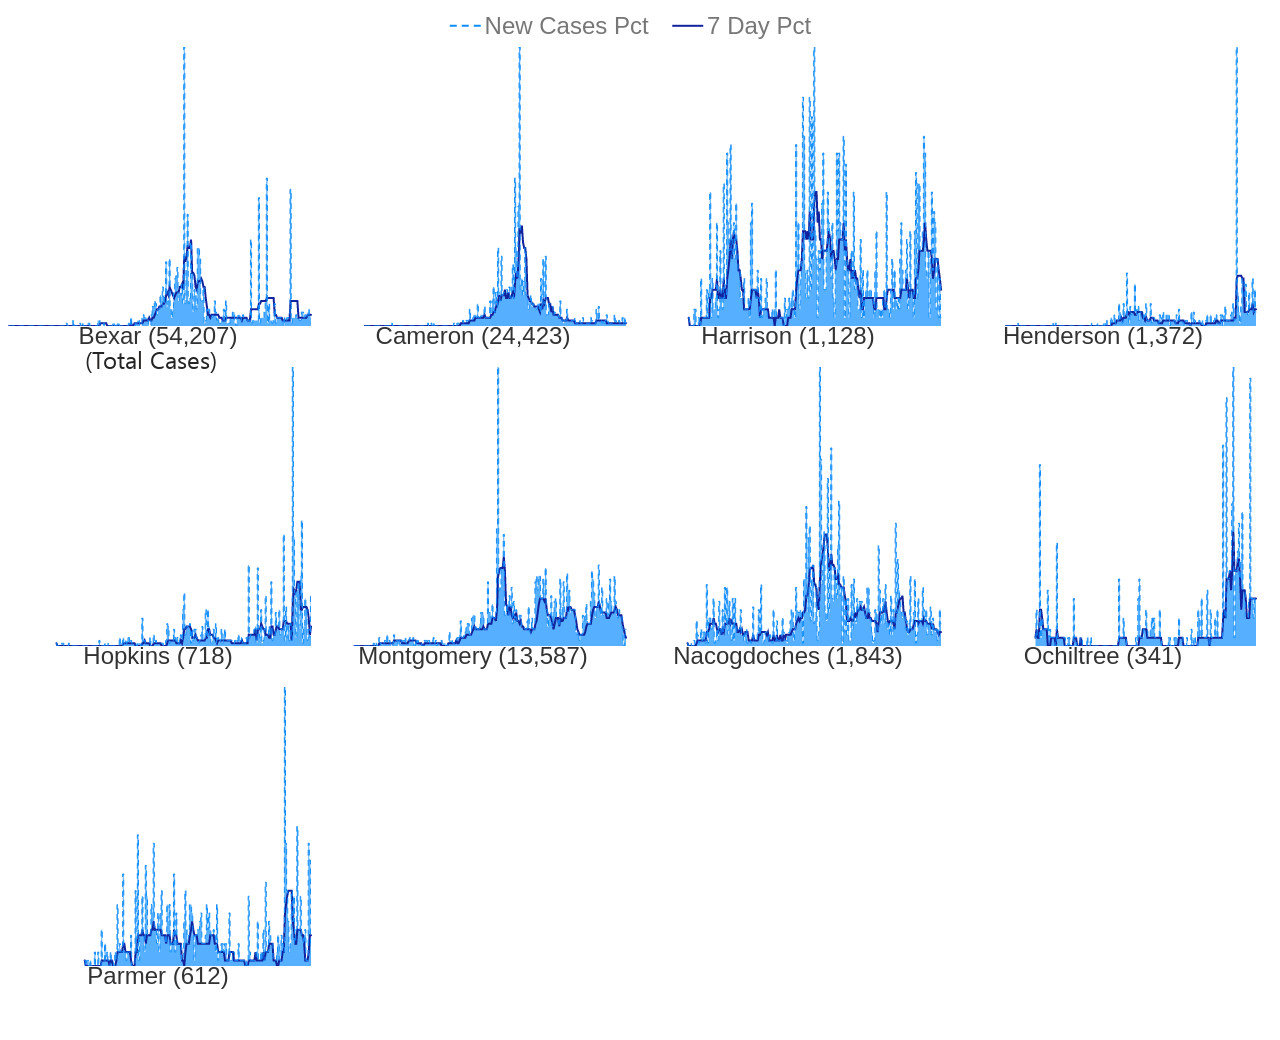 New Cases Pct 7 Day Pct
Bexar (54,207) Cameron (24,423) Harrison (1,128) Henderson (1,372)
(Total Cases)
Hopkins (718) Montgomery (13,587) Nacogdoches (1,843) Ochiltree (341)
Parmer (612)